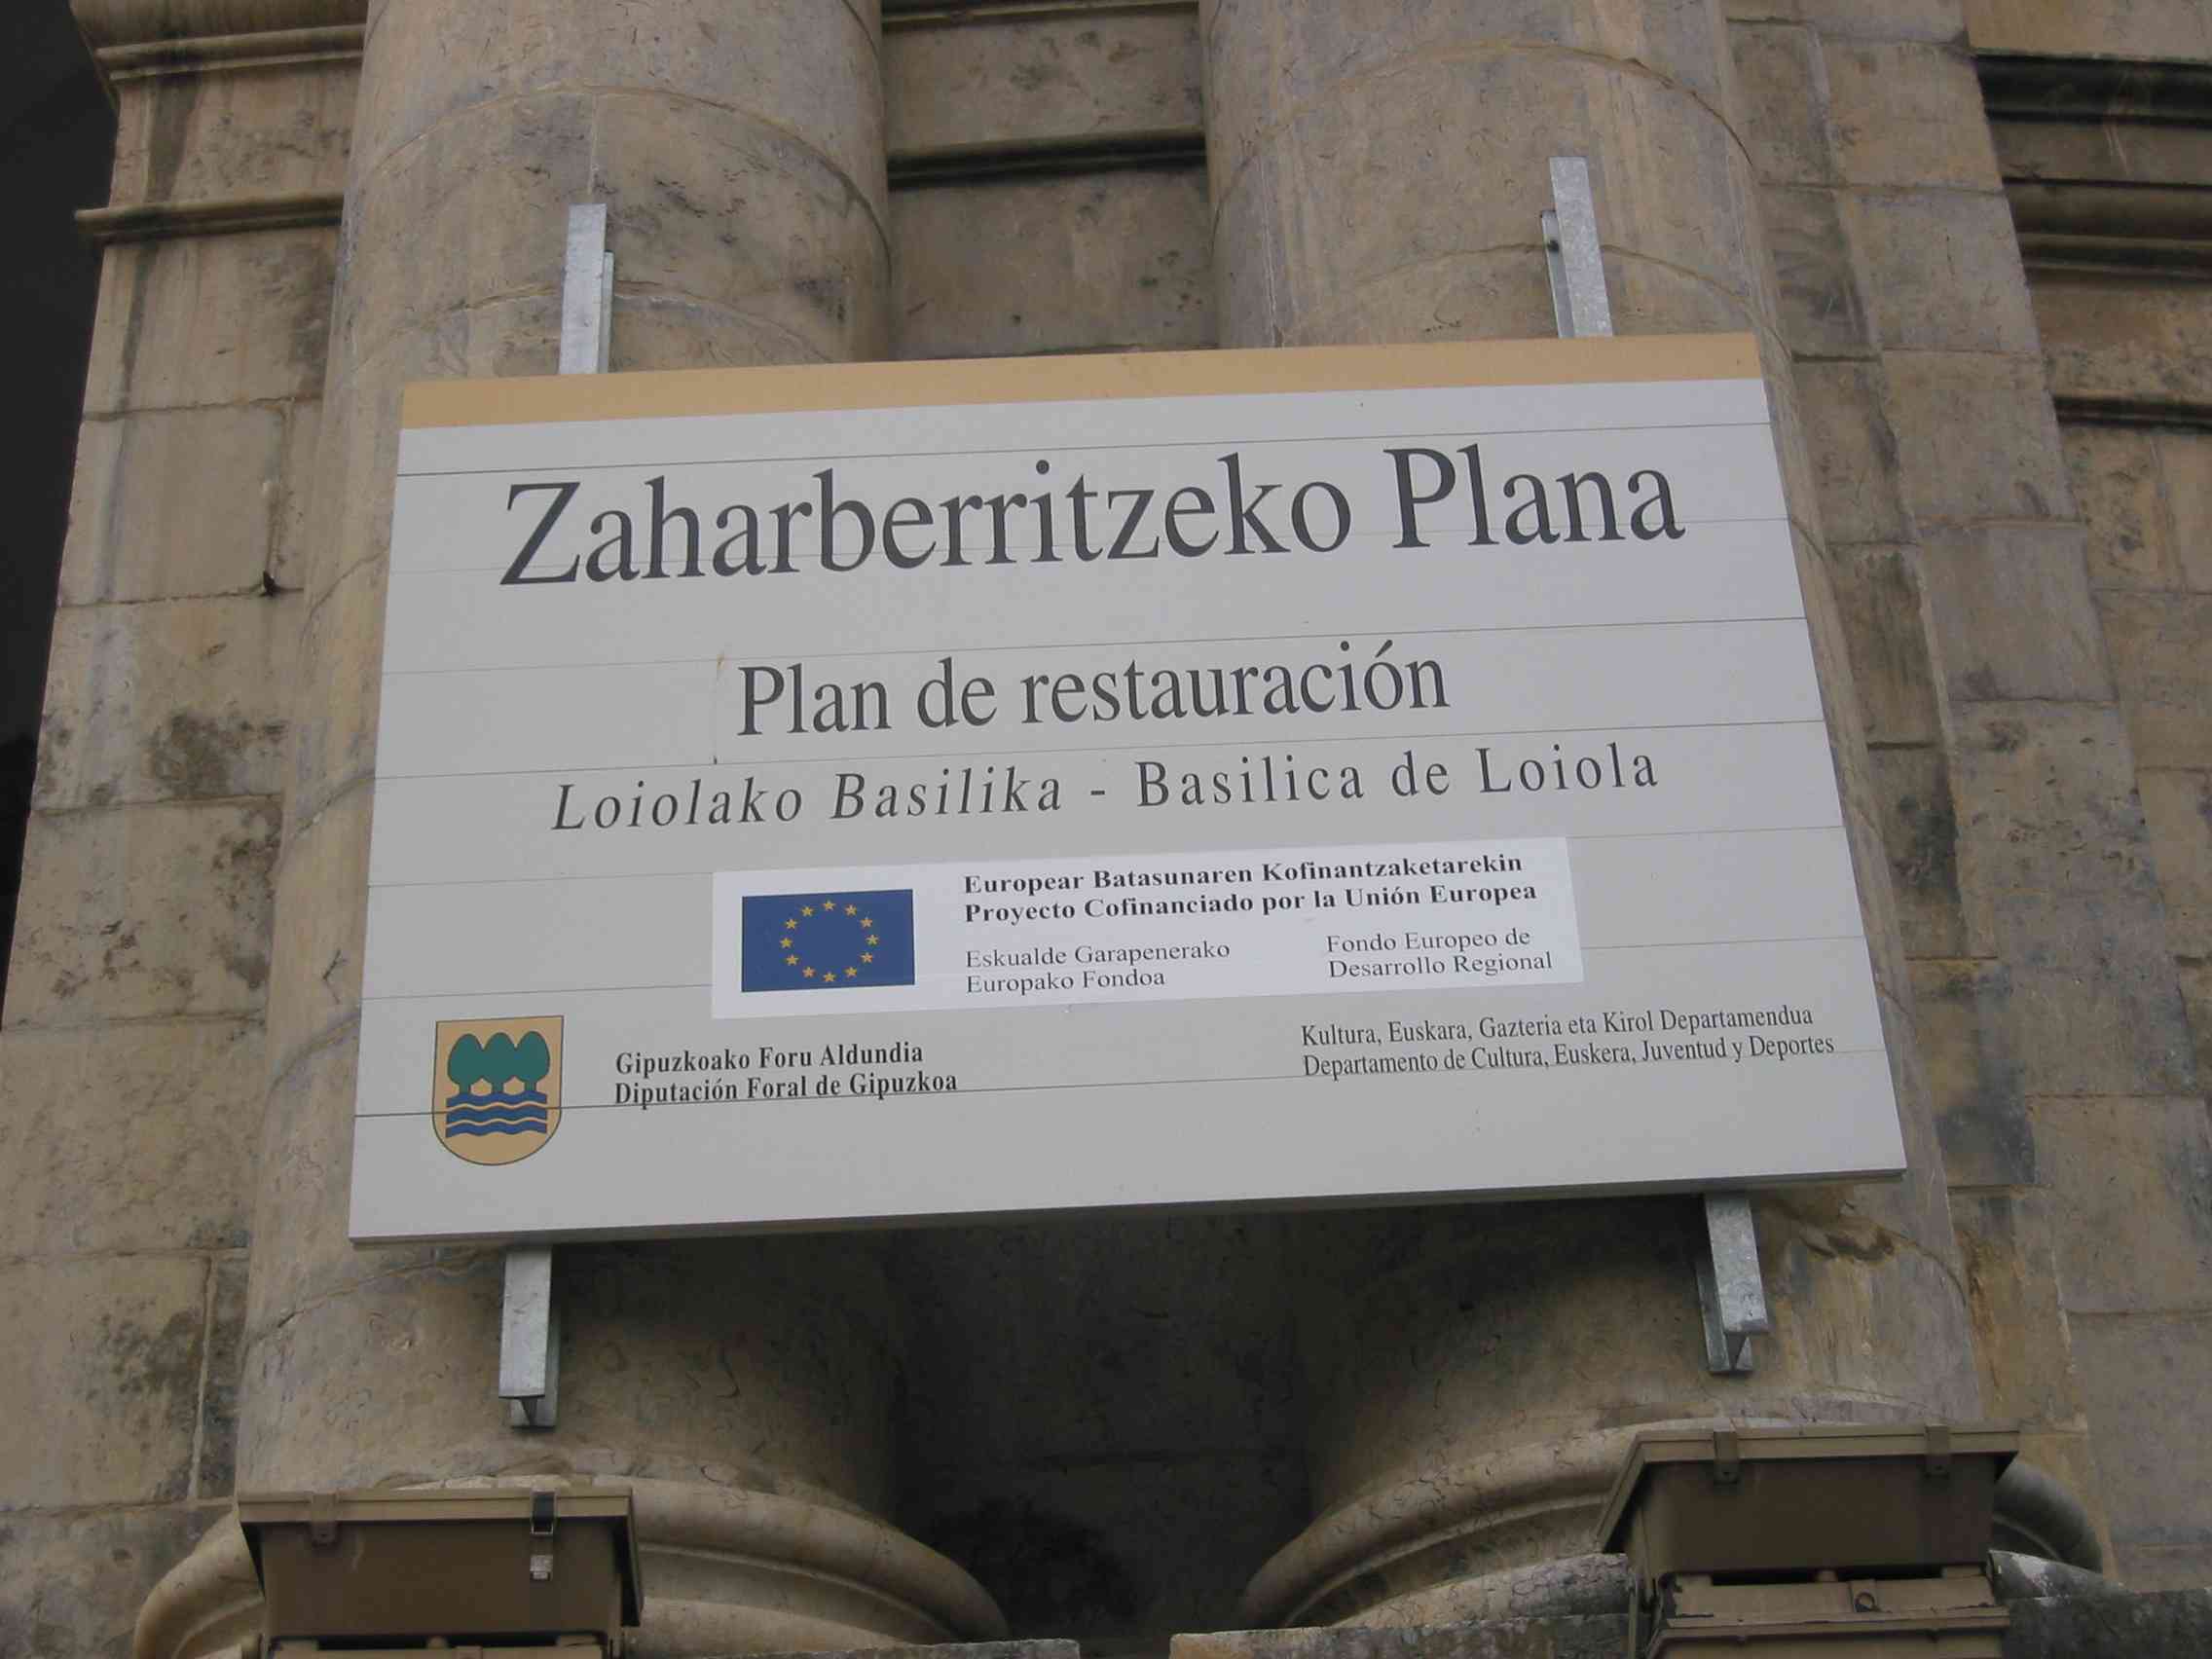 Zaharberritzeko Plana
Plan de restauración
Loiolako Basilika - Basilica de Loiola
Europear Batasunaren Kofinantzaketarekin
Proyecto Cofinanciado por la Unión Europea
Eskualde Garapenerako
Europako Fondoa
Fondo Europeo de
Desarrollo Regional
Gipuzkoako Foru Aldundia
Diputación Foral de Gipuzkoa
Kultura, Euskara, Gazteria eta Kirol Departamendua
Departamento de Cultura, Euskera, Juventud y Deportes